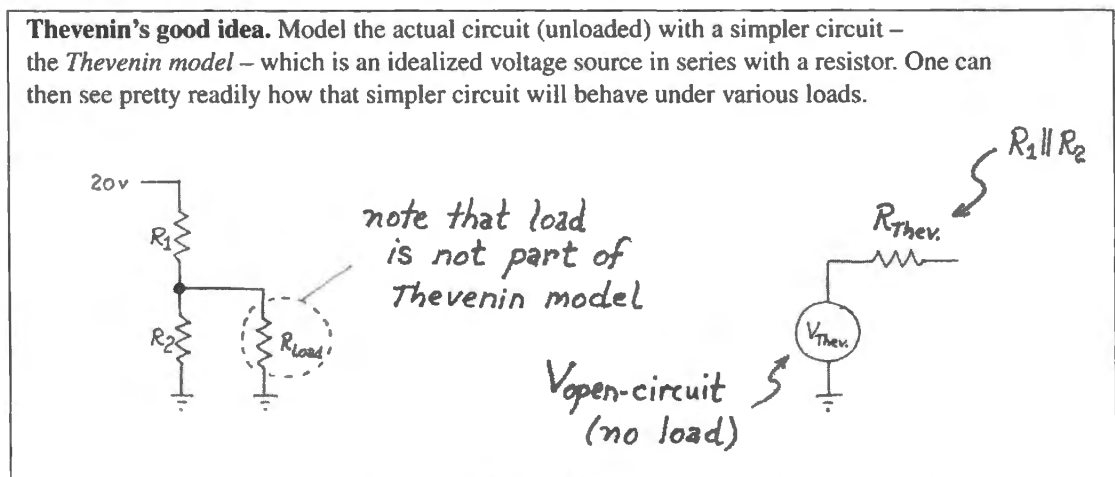 Thevenin's good idea. Model the actual circuit (unloaded) with a simpler circuit –
the Thevenin model – which is an idealized voltage source in series with a resistor. One can
then see pretty readily how that simpler circuit will behave under various loads.
20v
R1
R2
RLoad
note that load
is not part of
Thevenin model
R1||R2
RThev.
VThev.
Vopen-circuit
(no load)